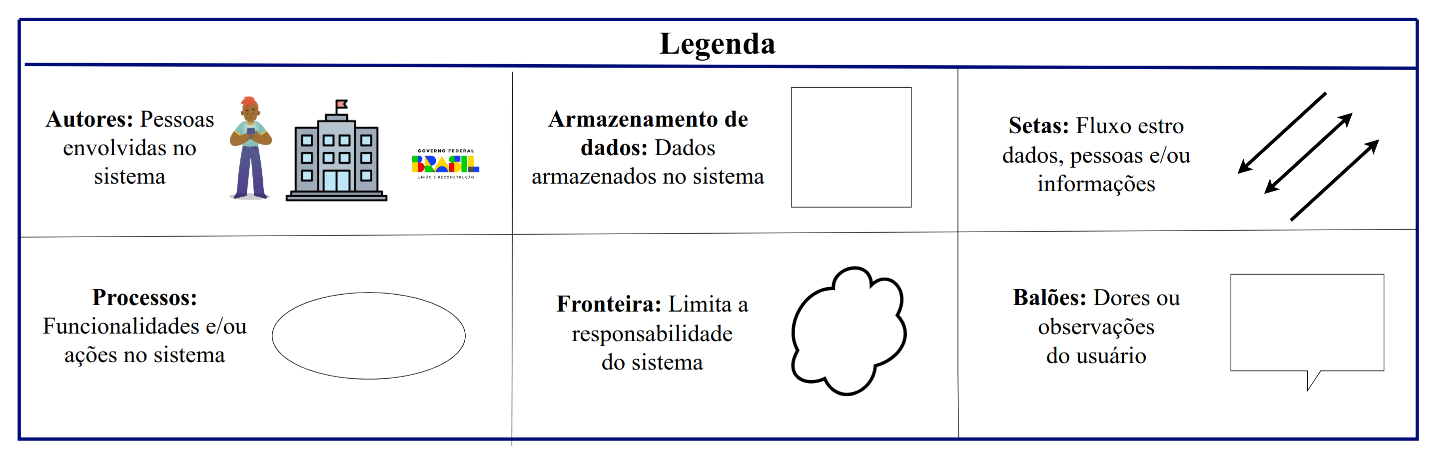 Legenda
Autores: Pessoas
envolvidas no
sistema
GOVERNO FEDERAL
BRASIL
UNIÃO E RECONSTRUÇÃO
Armazenamento de
dados: Dados
armazenados no sistema
Setas: Fluxo estro
dados, pessoas e/ou
informações
Processos:
Funcionalidades e/ou
ações no sistema
Fronteira: Limita a
responsabilidade
do sistema
Balões: Dores ou
observações
do usuário